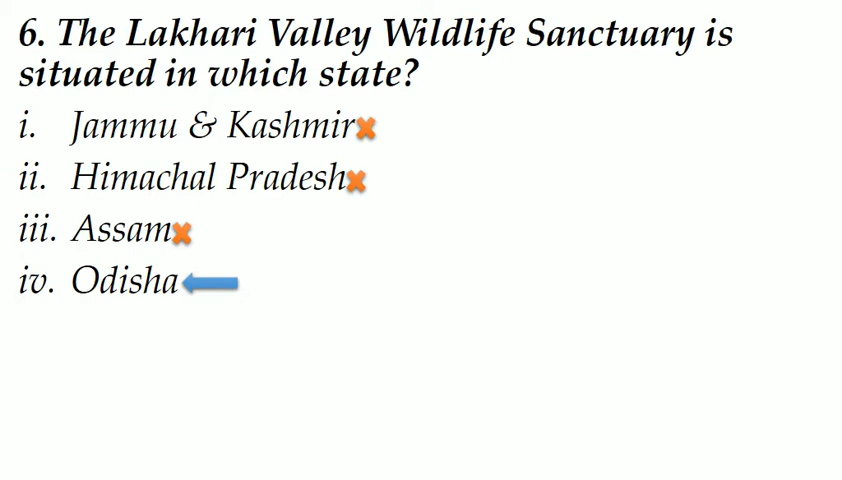 6. The Lakhari Valley Wildlife Sanctuary is
situated in which state?
i. Jammu & Kashmir
ii. Himachal Pradesh
iii. Assam
iv. Odisha